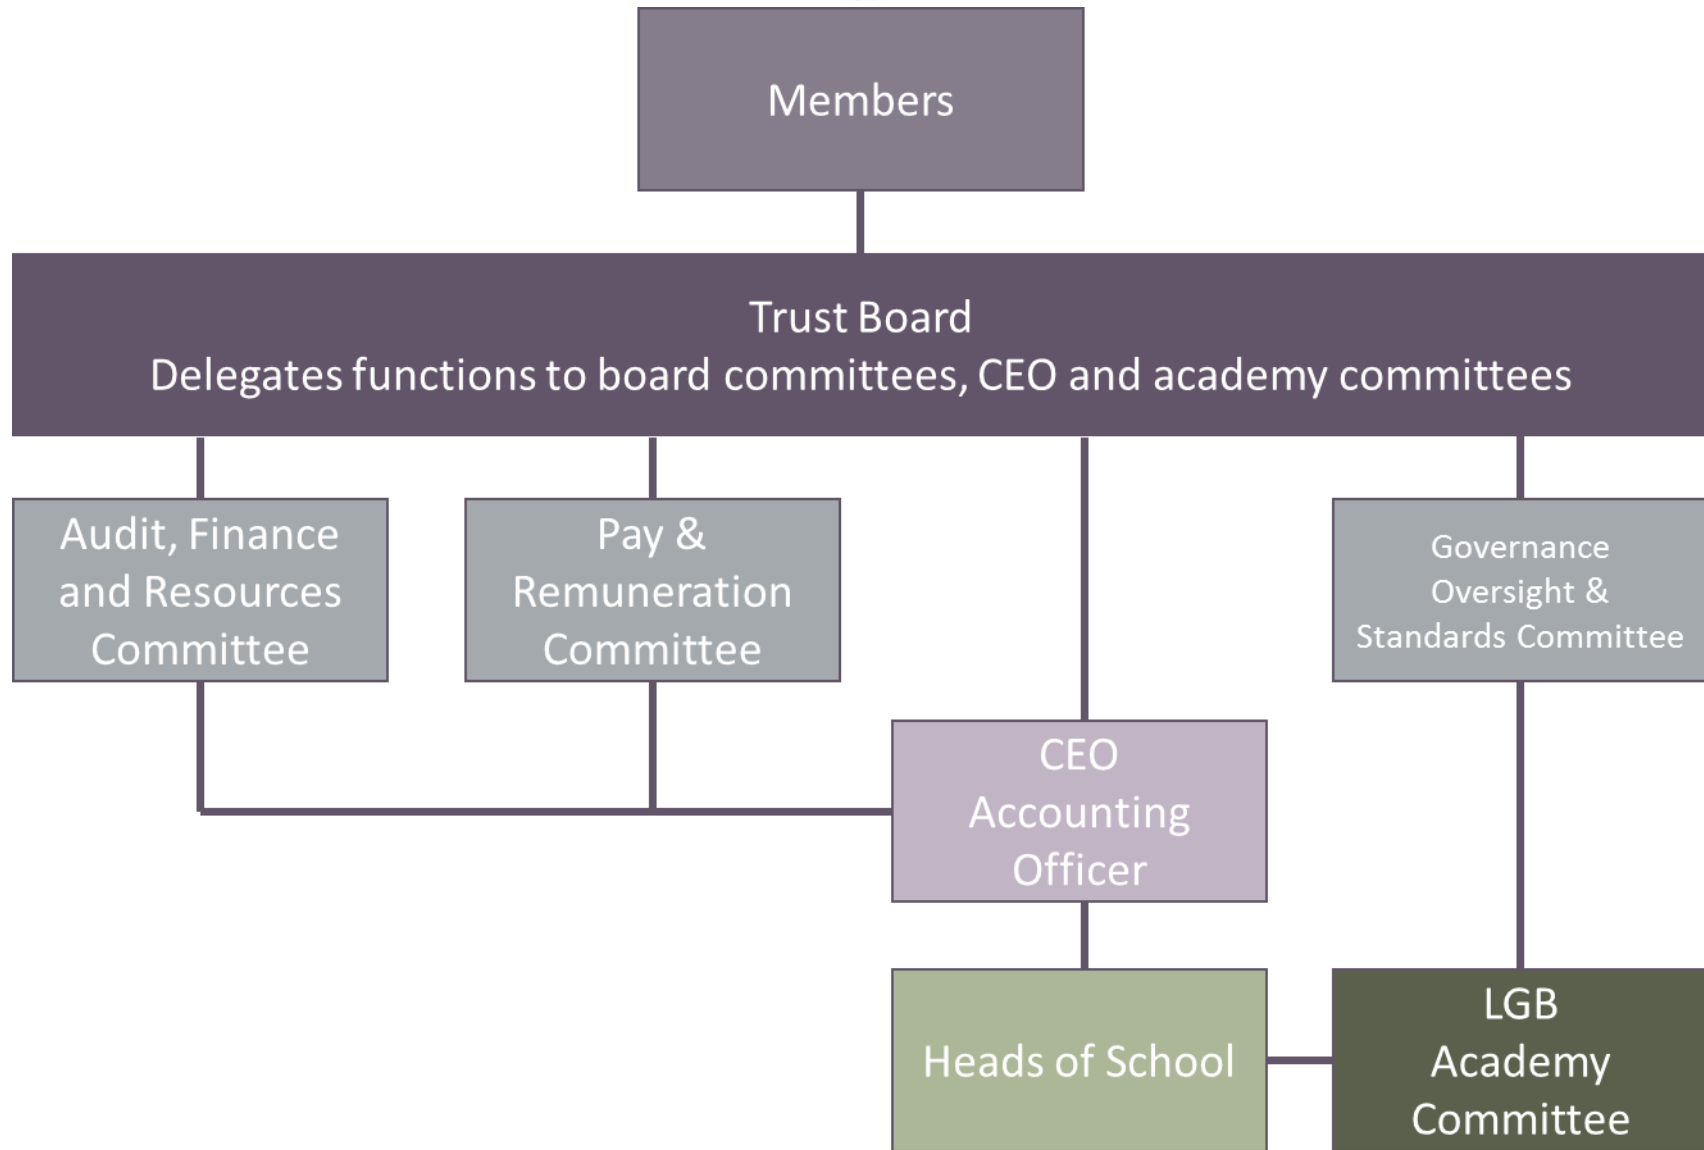 Members
Trust Board
Delegates functions to board committees, CEO and academy committees
Audit, Finance
and Resources
Committee
Pay &
Remuneration
Committee
Governance
Oversight &
Standards Committee
CEO
Accounting
Officer
Heads of School
LGB
Academy
Committee